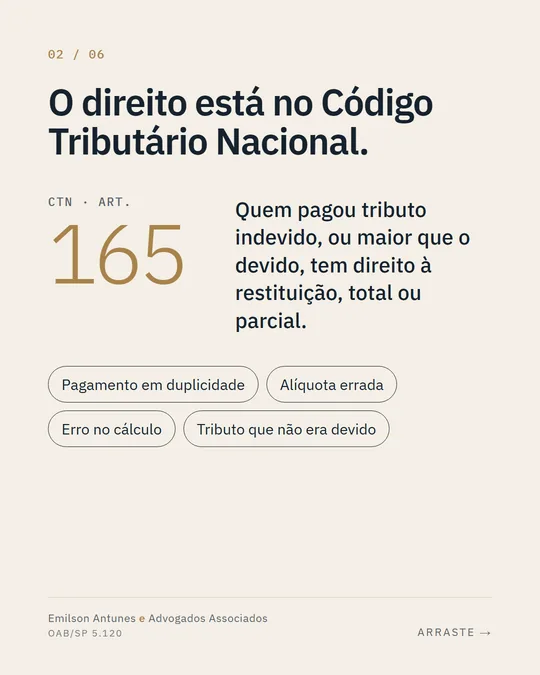 02 / 06
O direito está no Código
Tributário Nacional.
CTN · ART.
165
Quem pagou tributo
indevido, ou maior que o
devido, tem direito à
restituição, total ou
parcial.
Pagamento em duplicidade
Alíquota errada
Erro no cálculo
Tributo que não era devido
Emilson Antunes e Advogados Associados
OAB/SP 5.120
ARRASTE →